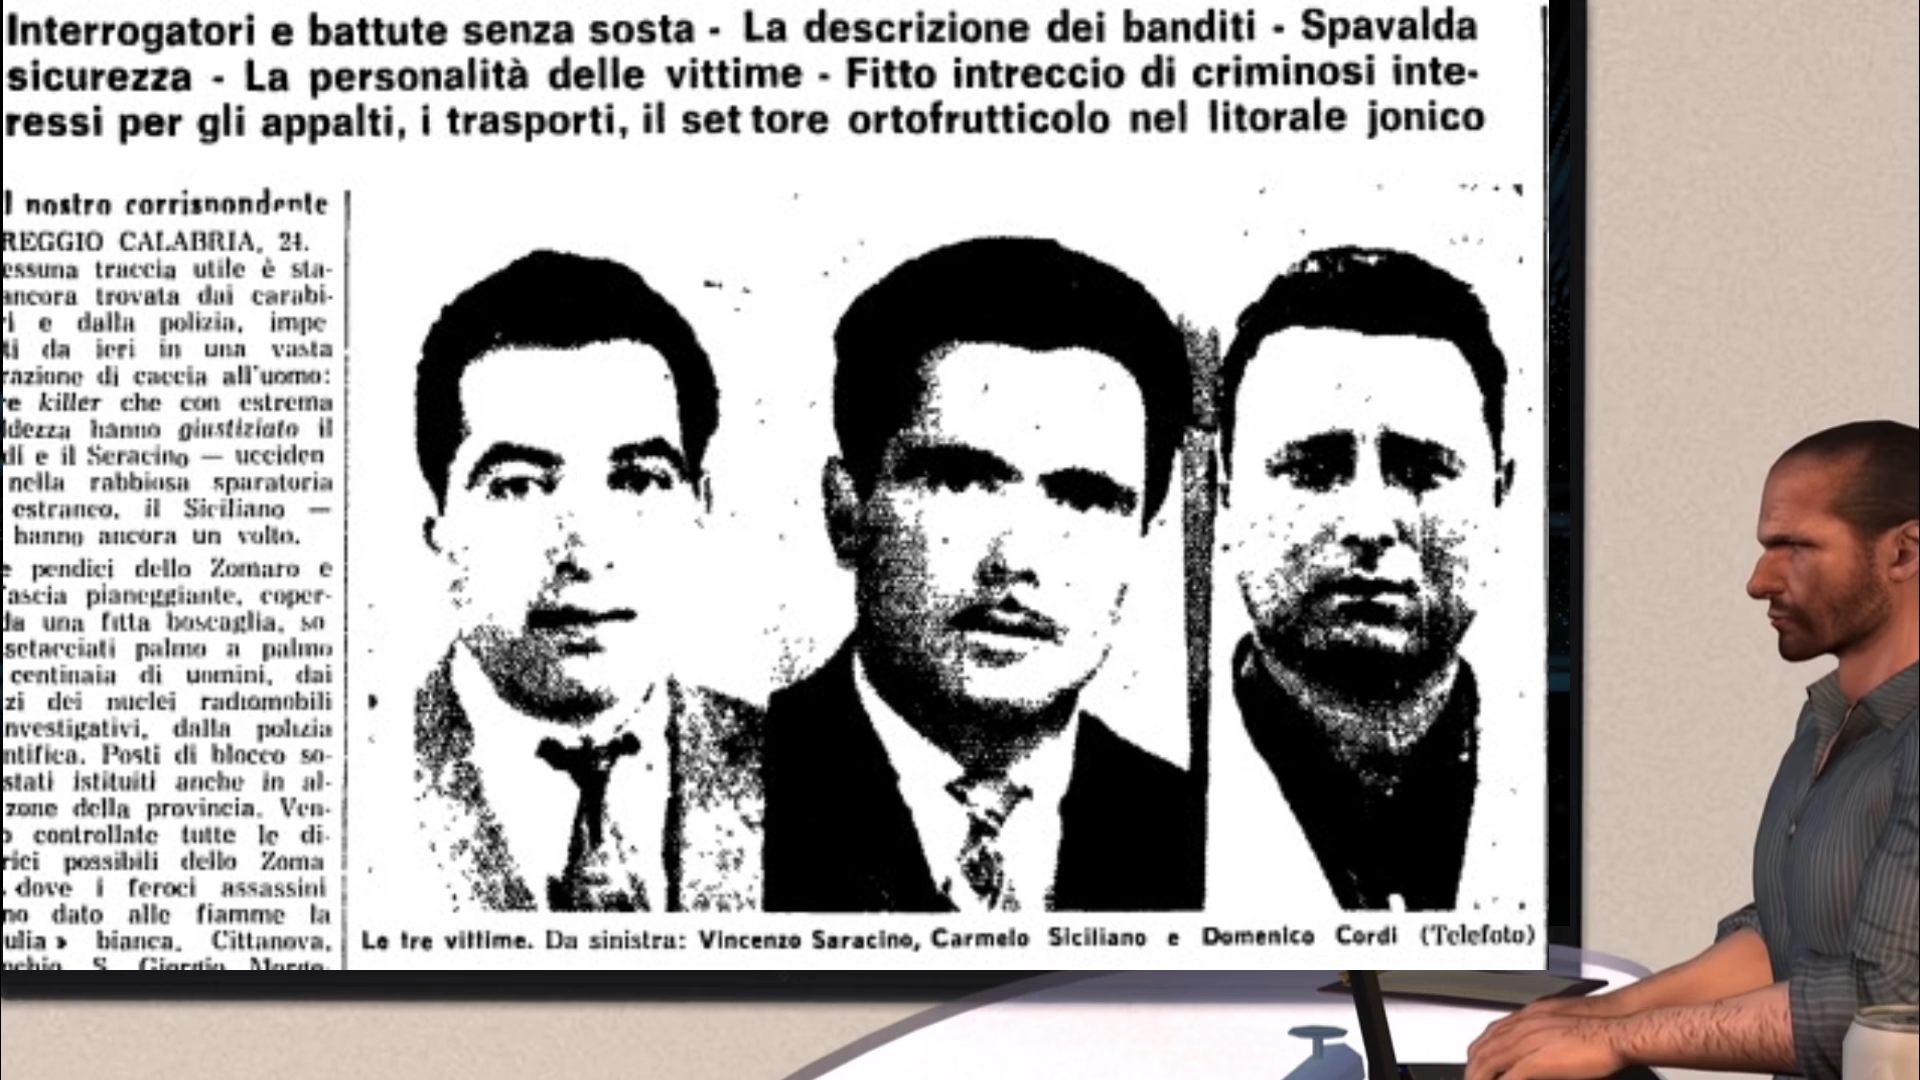 Interrogatori e battute senza sosta - La descrizione dei banditi - Spavalda
sicurezza - La personalità delle vittime - Fitto intreccio di criminosi inte-
ressi per gli appalti, i trasporti, il set tore ortofrutticolo nel litorale jonico
l nostro corrispondente
REGGIO CALABRIA, 24.
essuna traccia utile è sta-
ancora trovata dai carabi-
ri e dalla polizia, impe
ti da ieri in una vasta
razione di caccia all'uomo:
re killer che con estrema
ldezza hanno giustiziato il
dì e il Seracino — ucciden
nella rabbiosa sparatoria
estraneo, il Siciliano —
hanno ancora un volto.
e pendici dello Zomaro e
fascia pianeggiante, coper-
da una fitta boscaglia, so
setacciati palmo a palmo
centinaia di uomini, dai
zi dei nuclei radiomobili
nvestigativi, dalla polizia
ntifica. Posti di blocco so-
stati istituiti anche in al-
zone della provincia. Ven-
o controllate tutte le di-
rici possibili dello Zoma
dove i feroci assassini
no dato alle fiamme la
ulia » bianca. Cittanova,
S. Giorgio Morge-
Le tre vittime. Da sinistra: Vincenzo Saracino, Carmelo Siciliano e Domenico Cordì (Telefoto)